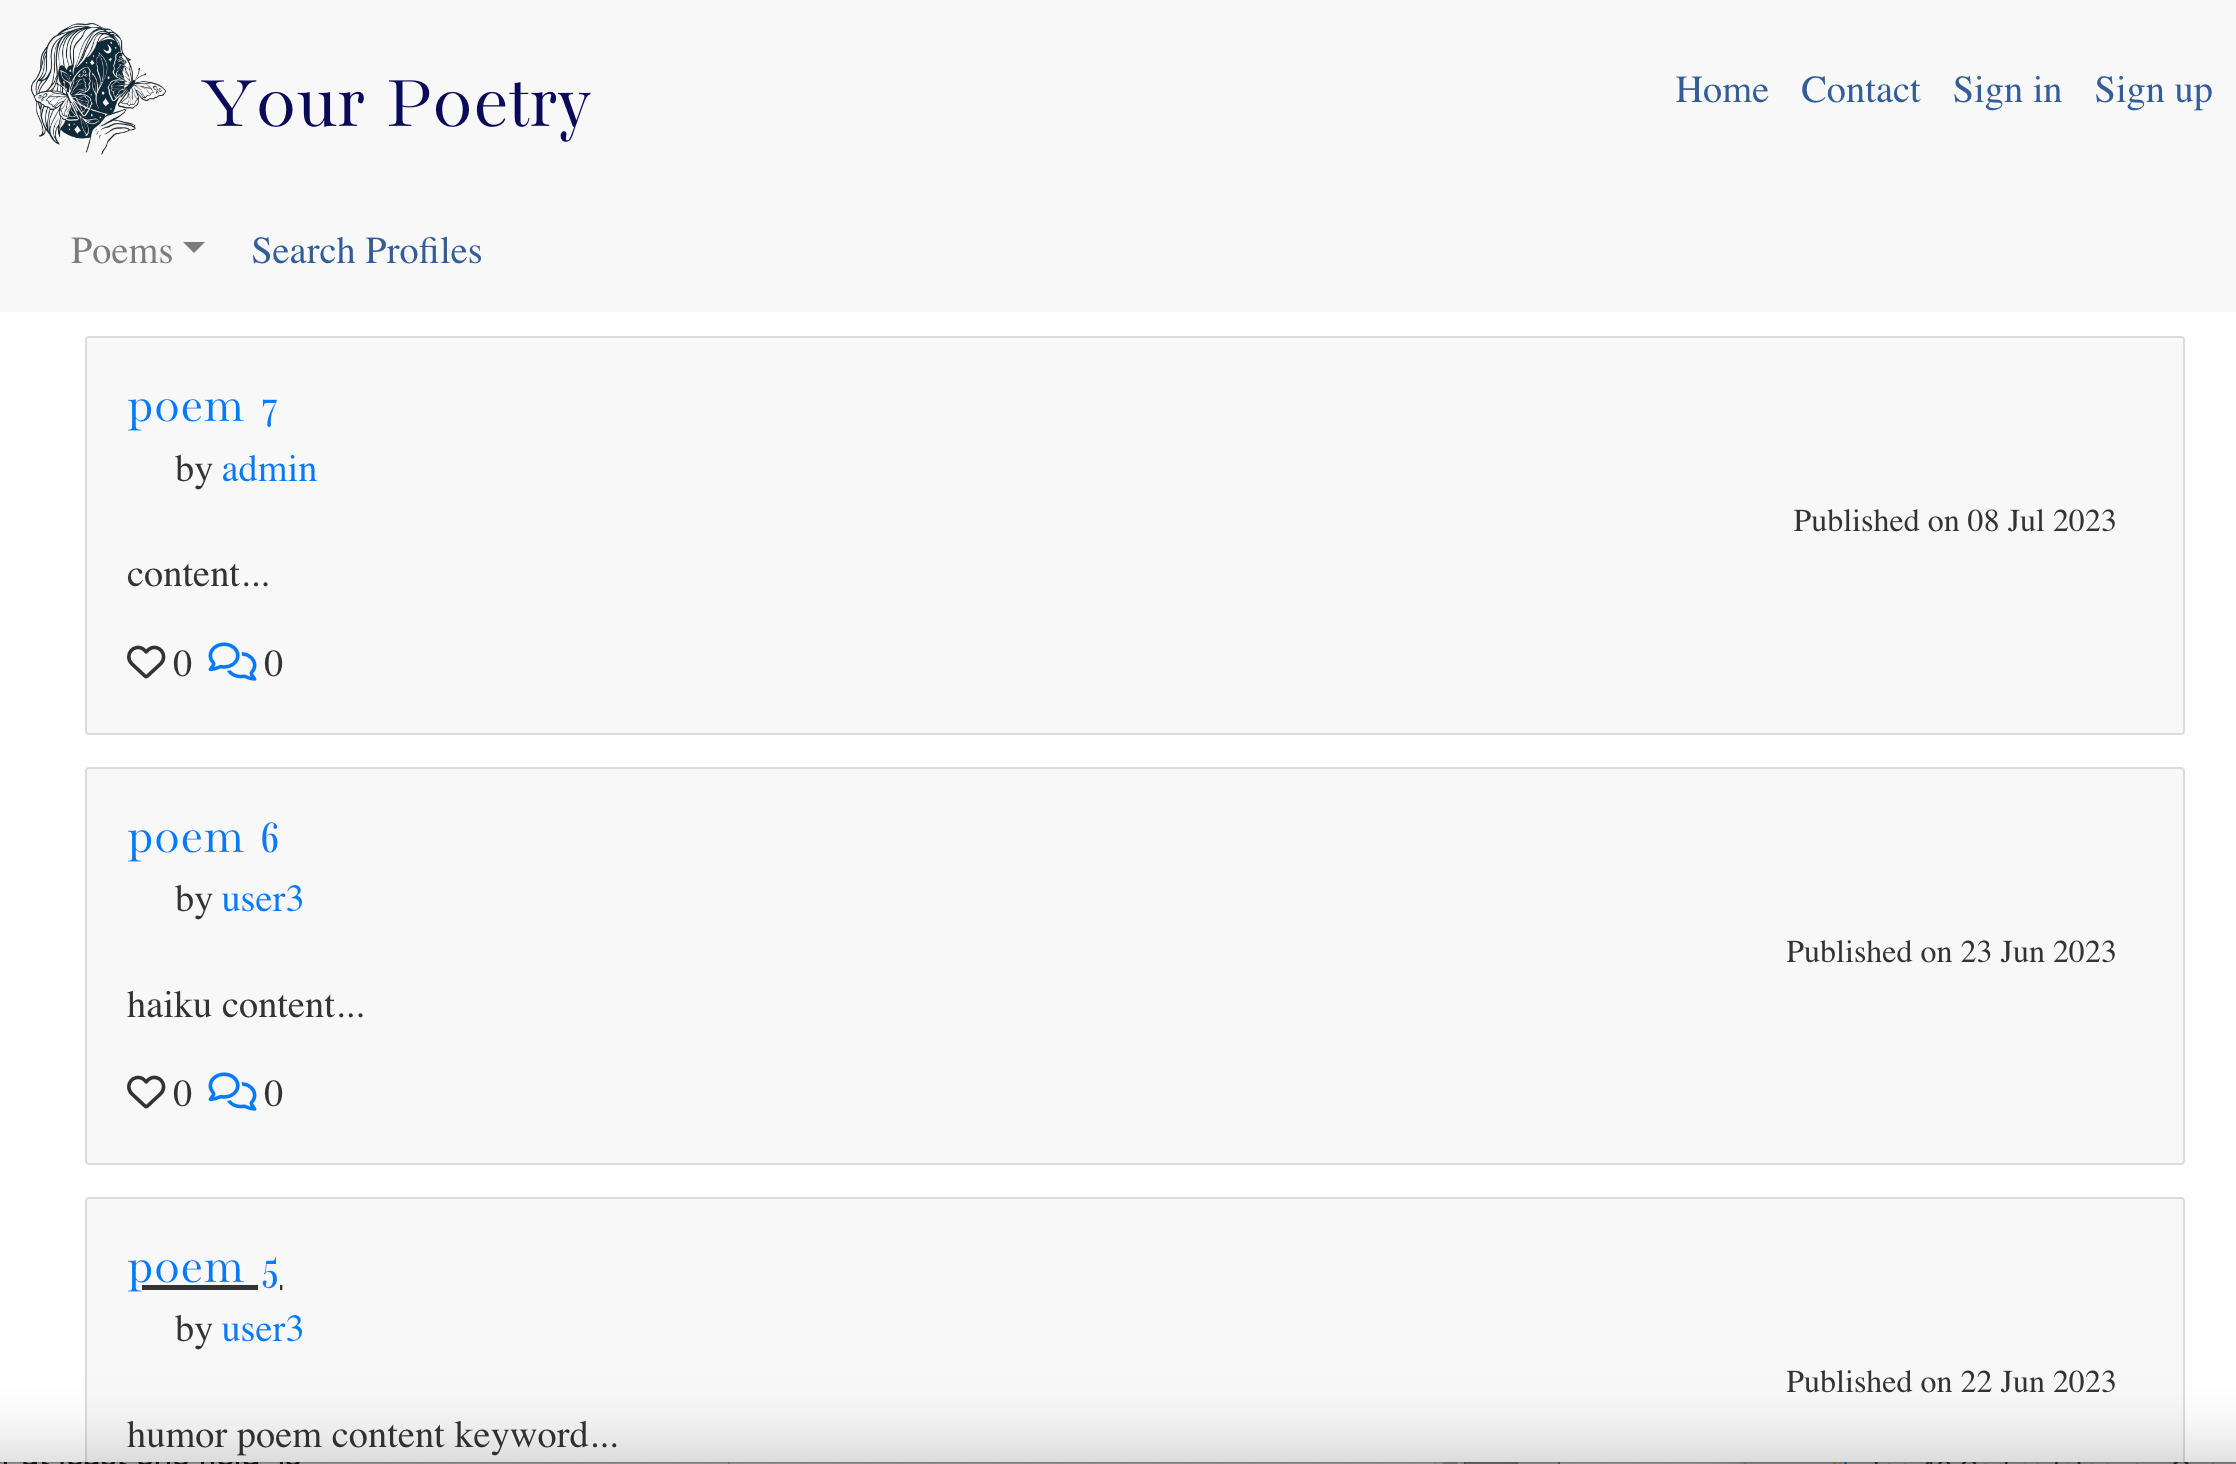 Your Poetry
Home Contact Sign in Sign up
Poems Search Profiles
poem 7
by admin
Published on 08 Jul 2023
content...
0 0
poem 6
by user3
Published on 23 Jun 2023
haiku content...
0 0
poem 5
by user3
Published on 22 Jun 2023
humor poem content keyword...